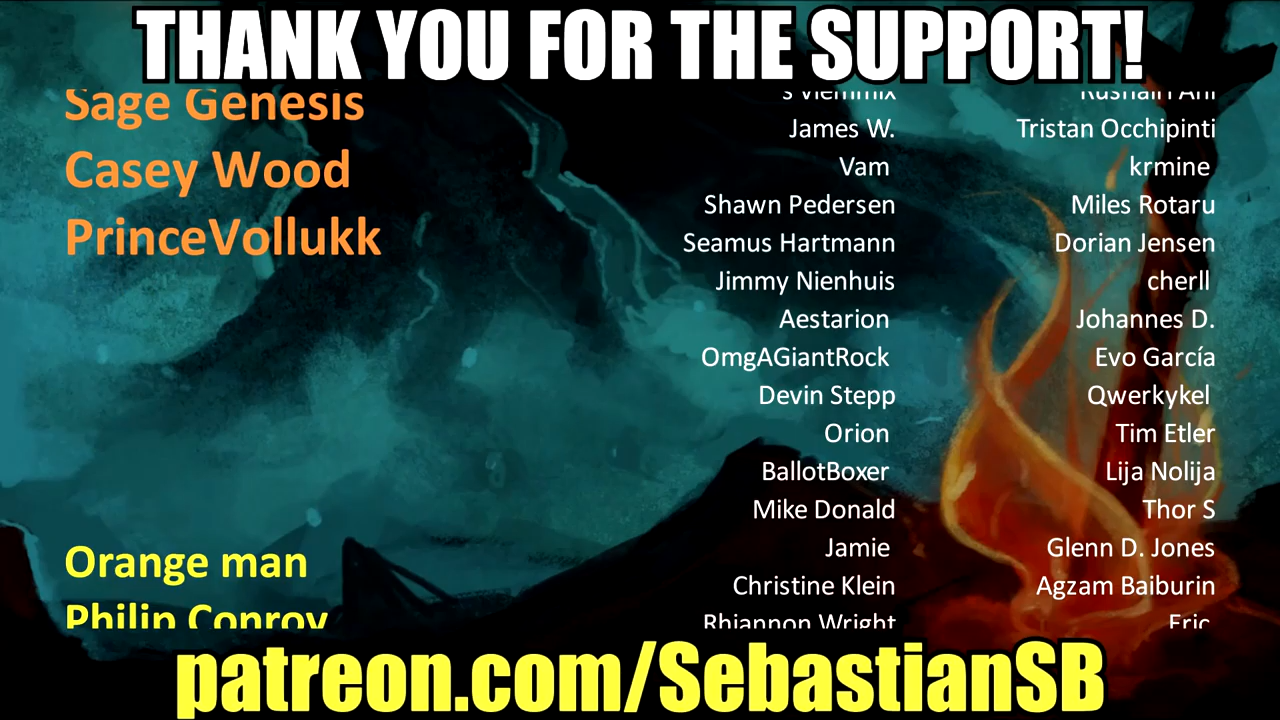 THANK YOU FOR THE SUPPORT!
Sage Genesis
Casey Wood
PrinceVollukk
Orange man
Philip Conroy
James W.
Vam
Shawn Pedersen
Seamus Hartmann
Jimmy Nienhuis
Aestarion
OmgAGiantRock
Devin Stepp
Orion
BallotBoxer
Mike Donald
Jamie
Christine Klein
Rhiannon Wright
Tristan Occhipinti
krmine
Miles Rotaru
Dorian Jensen
cherll
Johannes D.
Evo García
Qwerkykel
Tim Etler
Lija Nolija
Thor S
Glenn D. Jones
Agzam Baiburin
Eric
patreon.com/SebastianSB